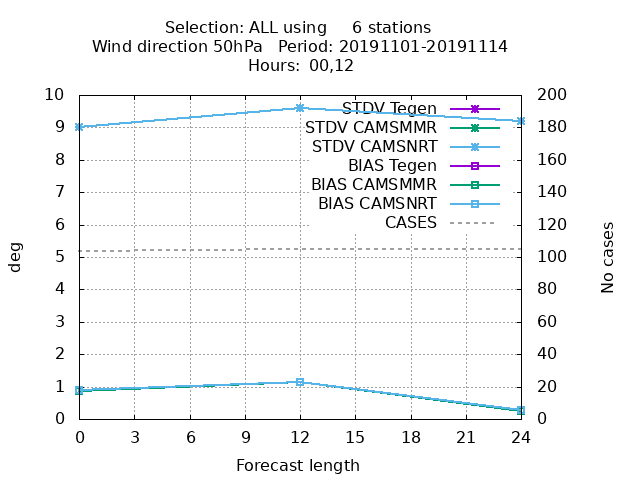 Selection: ALL using     6 stations
Wind direction 50hPa   Period: 20191101-20191114
Hours: 00,12
10
9
8
7
6
5
4
3
2
1
0
deg
200
180
160
140
120
100
80
60
40
20
0
No cases
STDV Tegen
STDV CAMSMMR
STDV CAMSNRT
BIAS Tegen
BIAS CAMSMMR
BIAS CAMSNRT
CASES
0 3 6 9 12 15 18 21 24
Forecast length